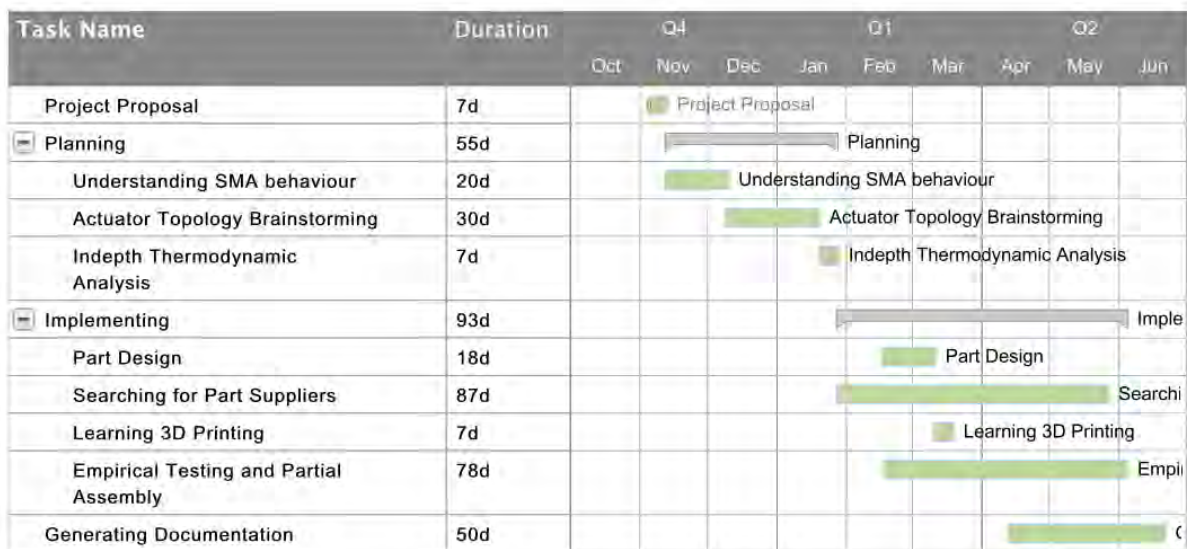 Task Name Duration Q4 Q1 Q2
Oct Nov Dec Jan Feb Mar Apr May Jun
Project Proposal 7d Project Proposal
Planning 55d Planning
Understanding SMA behaviour 20d Understanding SMA behaviour
Actuator Topology Brainstorming 30d Actuator Topology Brainstorming
Indepth Thermodynamic 7d Indepth Thermodynamic Analysis
Analysis
Implementing 93d Imple
Part Design 18d Part Design
Searching for Part Suppliers 87d Searchi
Learning 3D Printing 7d Learning 3D Printing
Empirical Testing and Partial 78d Empi
Assembly
Generating Documentation 50d